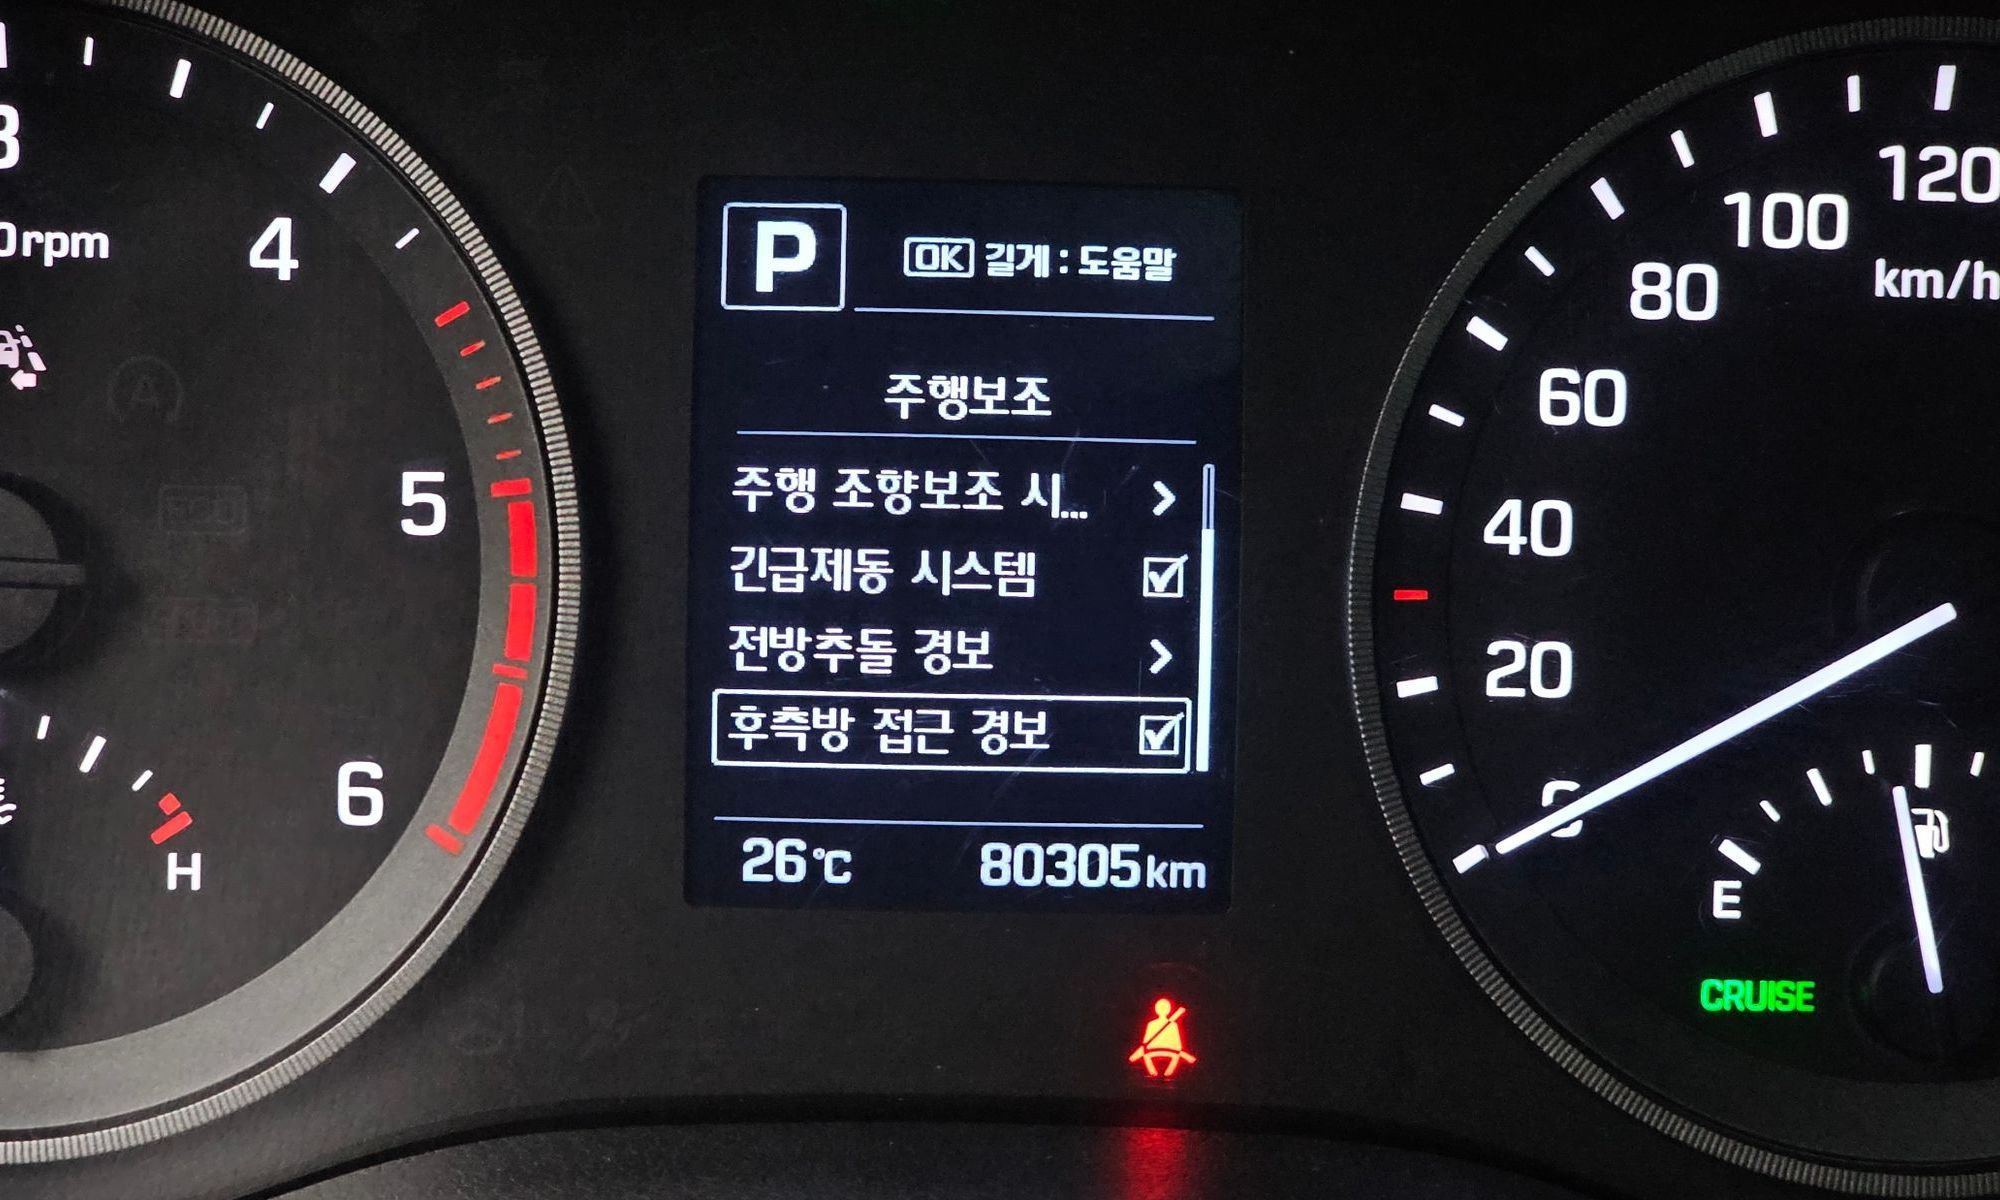 rpm
4
5
6
H
P
OK 길게 : 도움말
주행보조
주행 조향보조 시...
긴급제동 시스템
전방추돌 경보
후측방 접근 경보
26°C 80305km
120
100
80
60
40
20
km/h
E
CRUISE